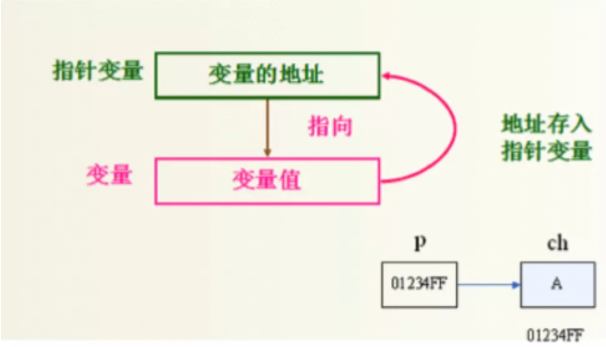 指针变量
变量的地址
指向
地址存入
指针变量
变量
变量值
p
ch
01234FF
A
01234FF